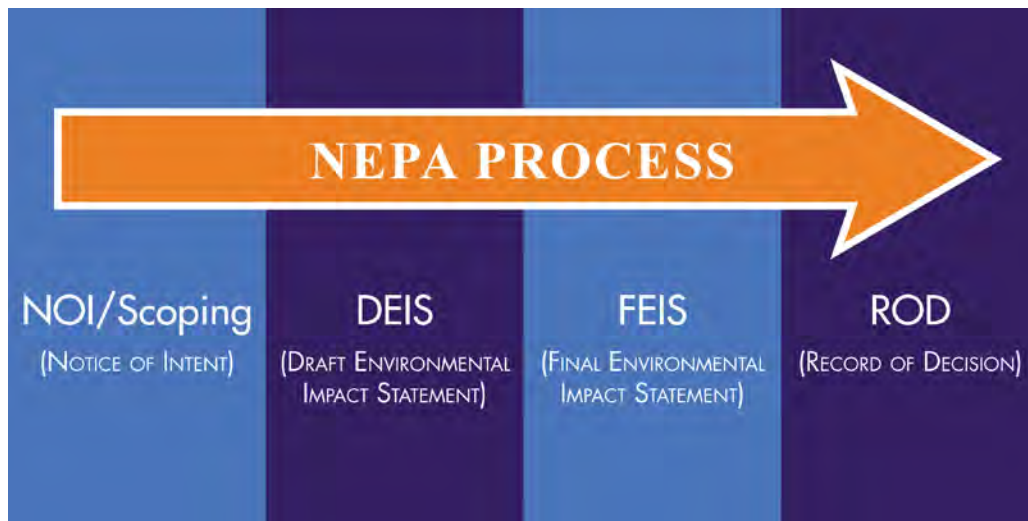 NEPA PROCESS
NOI/Scoping
(Notice of Intent)
DEIS
(Draft Environmental
Impact Statement)
FEIS
(Final Environmental
Impact Statement)
ROD
(Record of Decision)